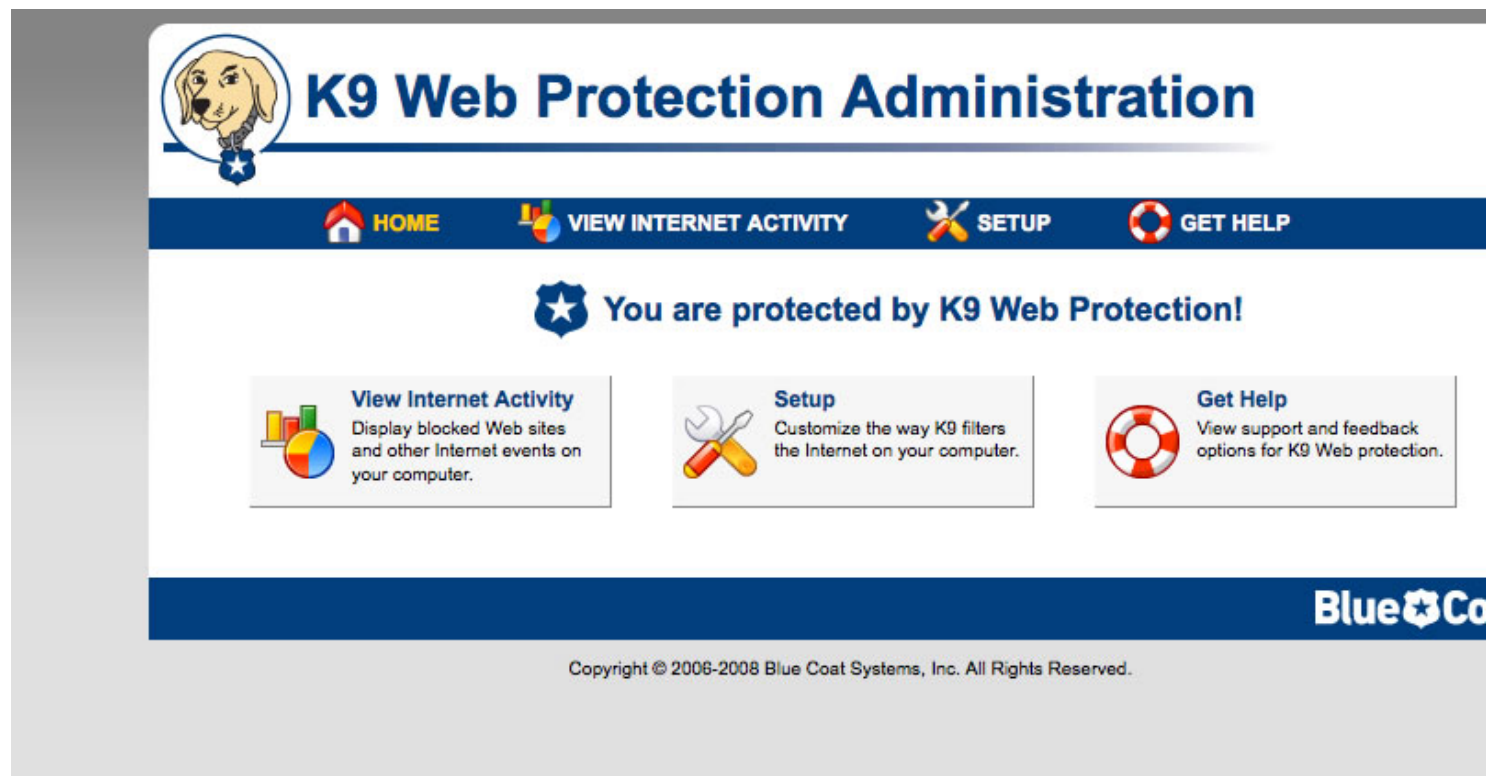 K9 Web Protection Administration
HOME
VIEW INTERNET ACTIVITY
SETUP
GET HELP
You are protected by K9 Web Protection!
View Internet Activity
Display blocked Web sites
and other Internet events on
your computer.
Setup
Customize the way K9 filters
the Internet on your computer.
Get Help
View support and feedback
options for K9 Web protection.
Blue Co
Copyright © 2006-2008 Blue Coat Systems, Inc. All Rights Reserved.